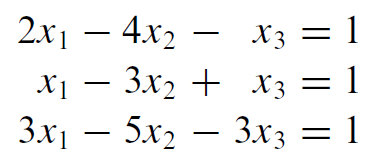 2x₁ − 4x₂ − x₃ = 1
x₁ − 3x₂ + x₃ = 1
3x₁ − 5x₂ − 3x₃ = 1